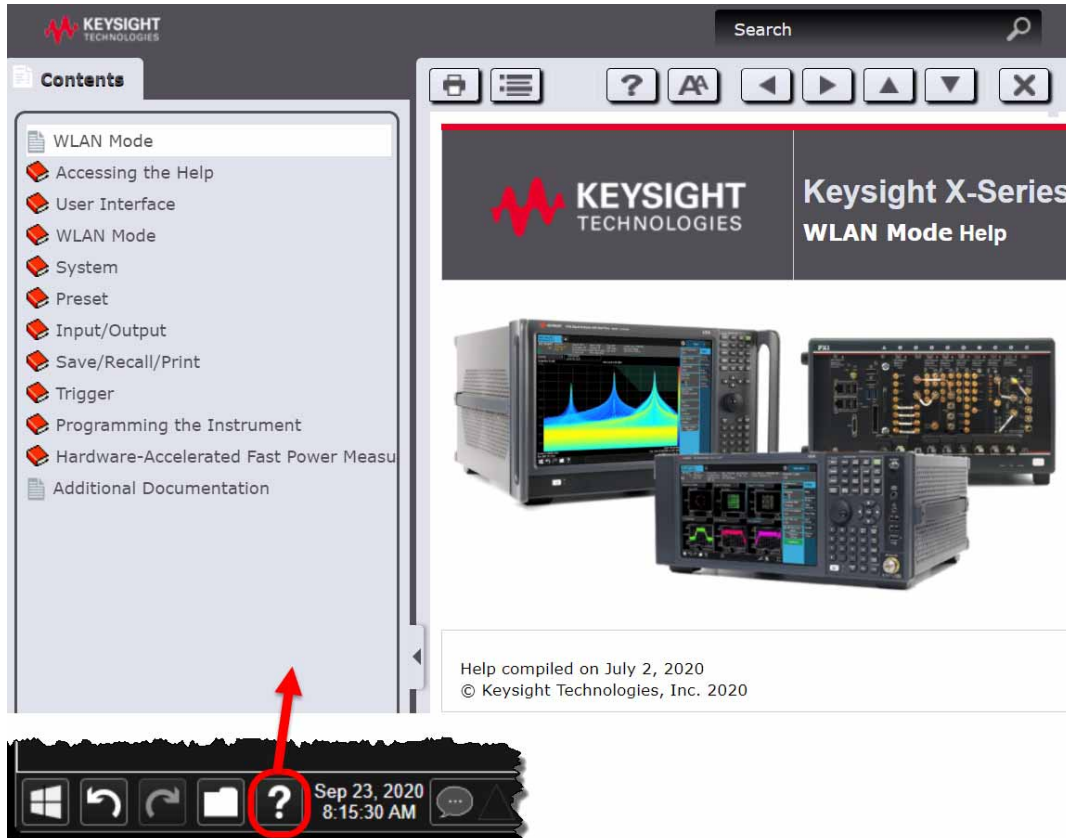 KEYSIGHT
TECHNOLOGIES
Search
Contents
? AA
WLAN Mode
Accessing the Help
User Interface
WLAN Mode
System
Preset
Input/Output
Save/Recall/Print
Trigger
Programming the Instrument
Hardware-Accelerated Fast Power Measu
Additional Documentation
KEYSIGHT
TECHNOLOGIES
Keysight X-Series
WLAN Mode Help
PXI
Help compiled on July 2, 2020
© Keysight Technologies, Inc. 2020
?
Sep 23, 2020
8:15:30 AM